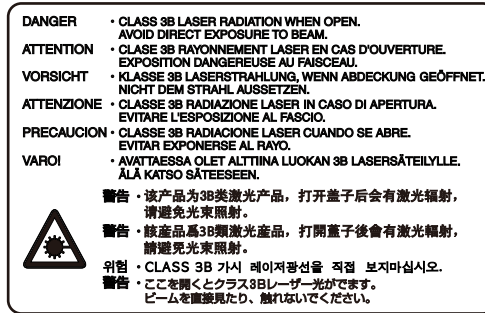 DANGER · CLASS 3B LASER RADIATION WHEN OPEN.
AVOID DIRECT EXPOSURE TO BEAM.
ATTENTION · CLASE 3B RAYONNEMENT LASER EN CAS D'OUVERTURE.
EXPOSITION DANGEREUSE AU FAISCEAU.
VORSICHT · KLASSE 3B LASERSTRAHLUNG, WENN ABDECKUNG GEÖFFNET.
NICHT DEM STRAHL AUSSETZEN.
ATTENZIONE · CLASSE 3B RADIAZIONE LASER IN CASO DI APERTURA.
EVITARE L'ESPOSIZIONE AL FASCIO.
PRECAUCION · CLASSE 3B RADIACIONE LASER CUANDO SE ABRE.
EVITAR EXPONERSE AL RAYO.
VARO! · AVATTAESSA OLET ALTTIINA LUOKAN 3B LASERSÄTEILYLLE.
ÄLÄ KATSO SÄTEESEEN.
警告 · 该产品为3B类激光产品，打开盖子后会有激光辐射，
请避免光束照射。
警告 · 該産品爲3B類激光産品，打開蓋子後會有激光輻射，
請避免光束照射。
위험 · CLASS 3B 가시 레이저광선을 직접 보지마십시오.
警告 · ここを開くとクラス3Bレーザー光がでます。
ビームを直接見たり、触れないでください。